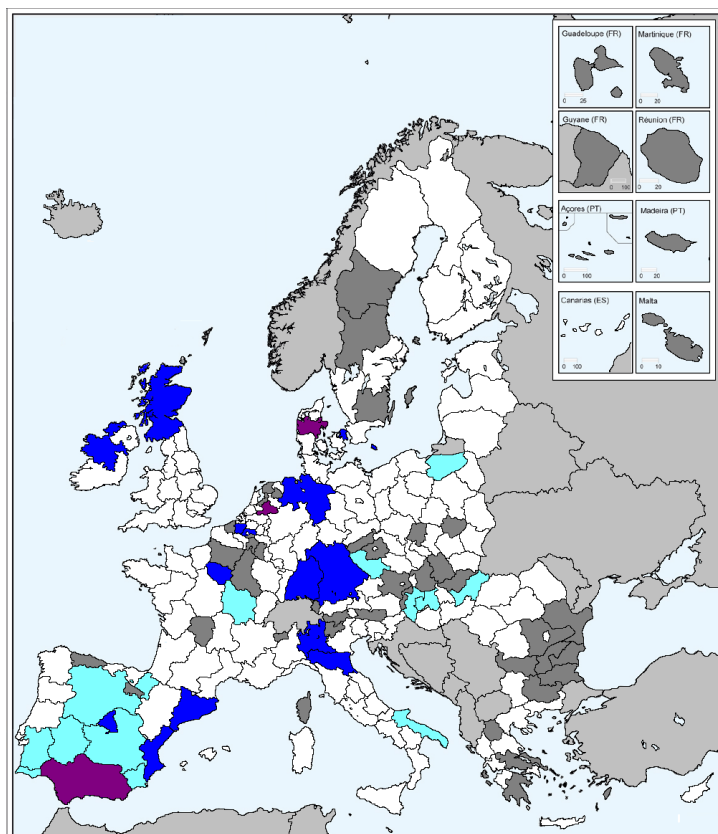 Guadeloupe (FR)
Martinique (FR)
0 25
0 20
Guyane (FR)
Réunion (FR)
0 100
0 20
Açores (PT)
Madeira (PT)
0 100
0 20
Canarias (ES)
Malta
0 100
0 10